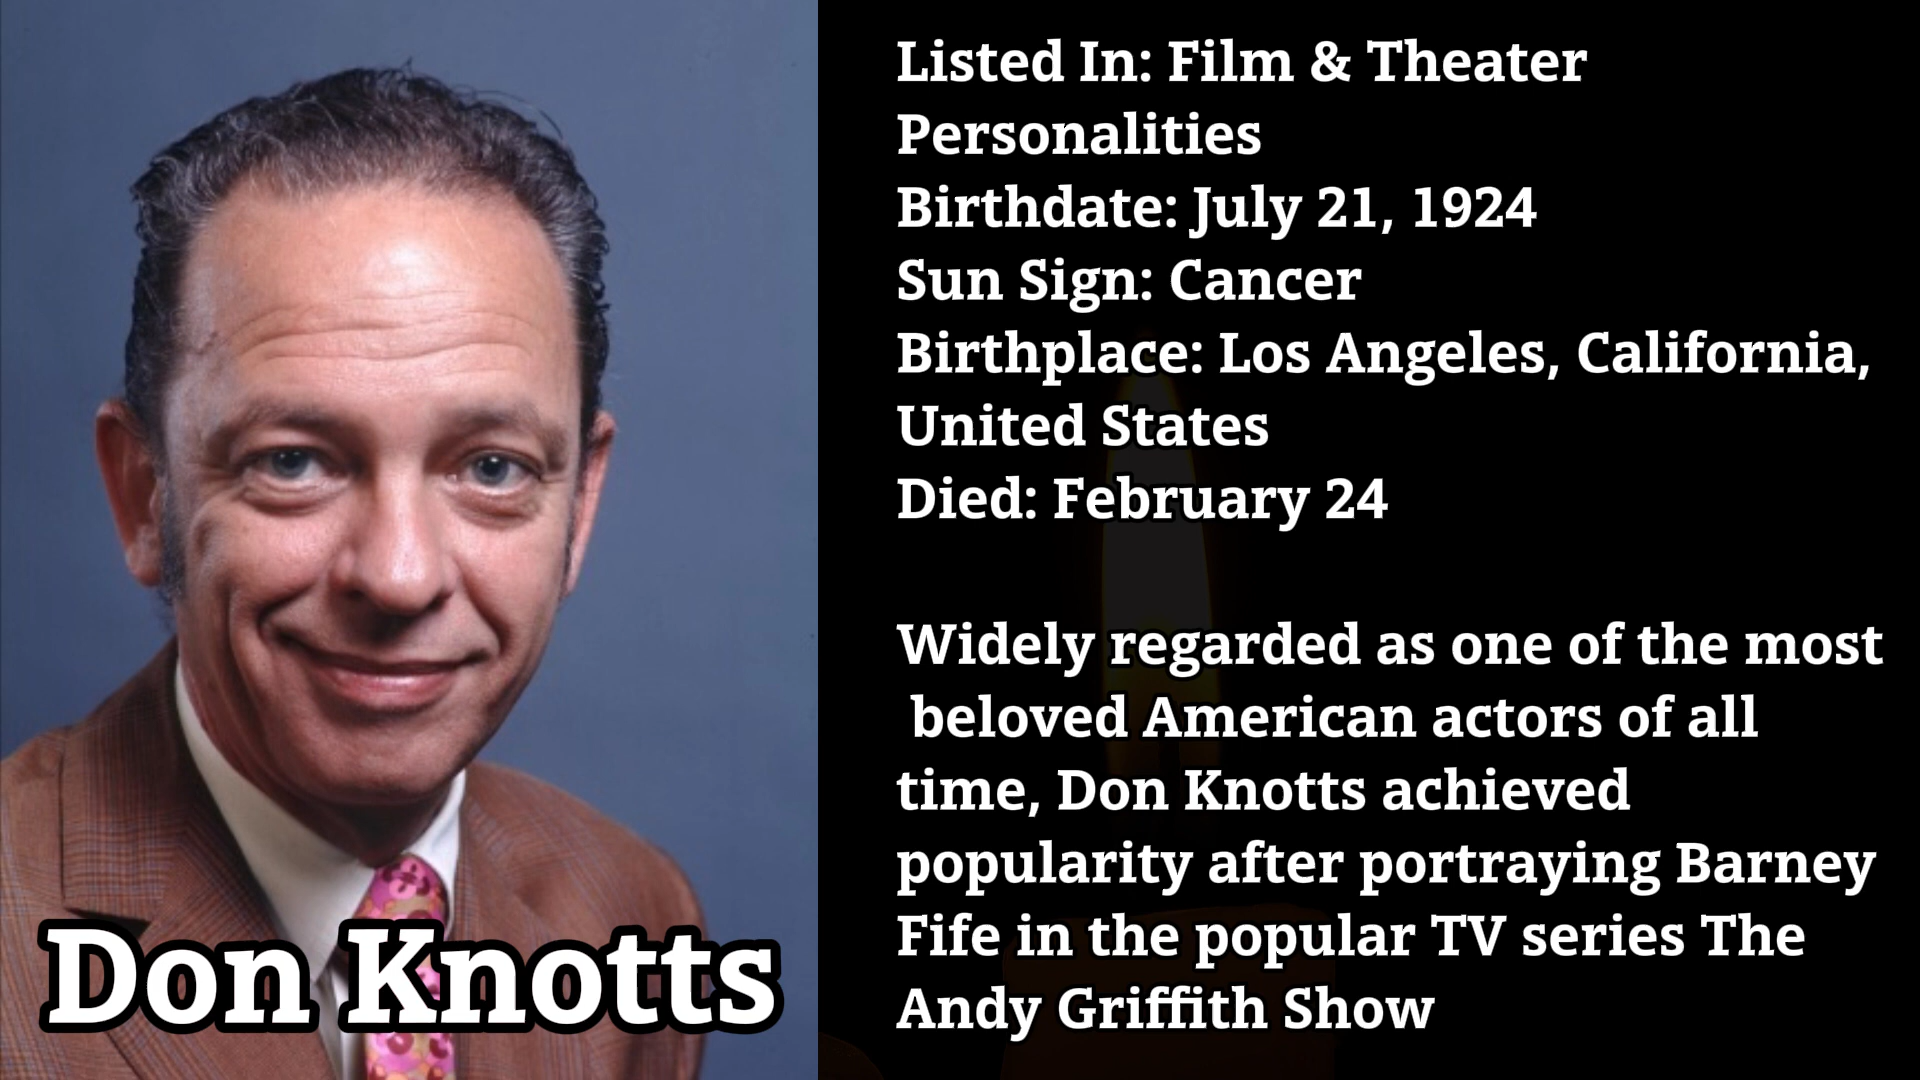 Don Knotts
Listed In: Film & Theater
Personalities
Birthdate: July 21, 1924
Sun Sign: Cancer
Birthplace: Los Angeles, California,
United States
Died: February 24
Widely regarded as one of the most
beloved American actors of all
time, Don Knotts achieved
popularity after portraying Barney
Fife in the popular TV series The
Andy Griffith Show